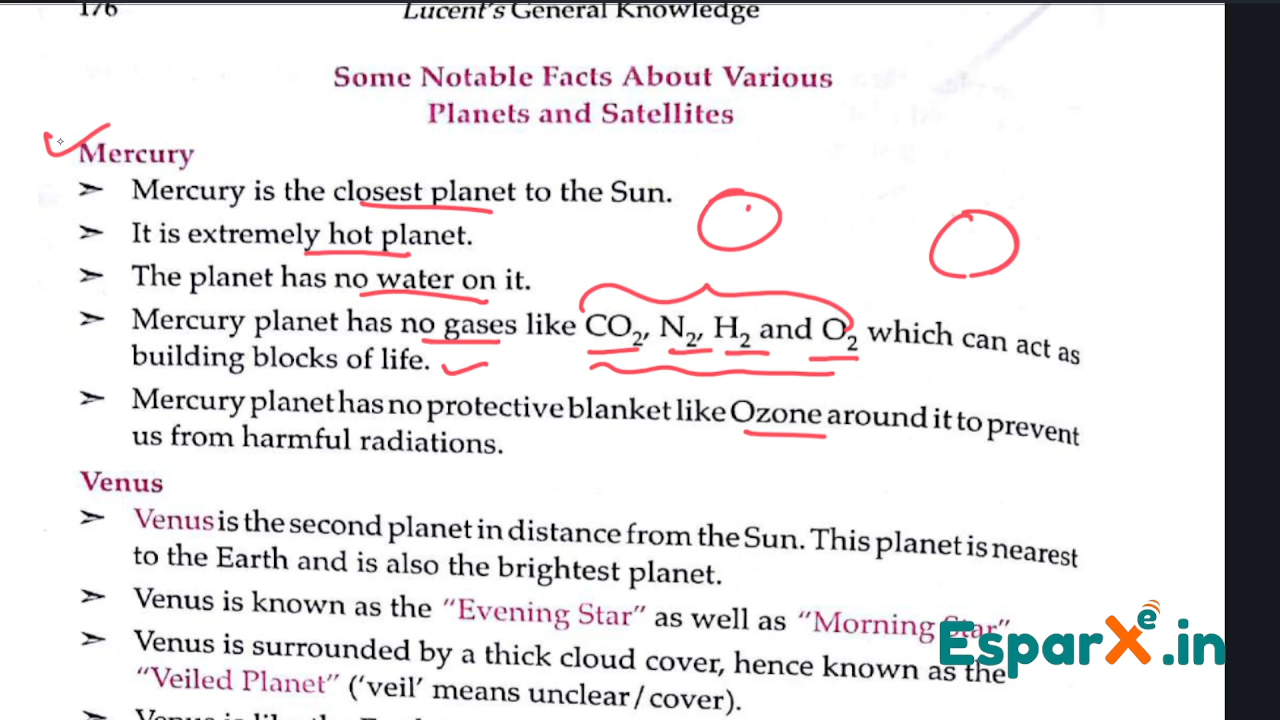 176 Lucent's General Knowledge
Some Notable Facts About Various
Planets and Satellites
Mercury
➢ Mercury is the closest planet to the Sun.
➢ It is extremely hot planet.
➢ The planet has no water on it.
➢ Mercury planet has no gases like CO₂, N₂, H₂ and O₂ which can act as
building blocks of life.
➢ Mercury planet has no protective blanket like Ozone around it to prevent
us from harmful radiations.
Venus
➢ Venus is the second planet in distance from the Sun. This planet is nearest
to the Earth and is also the brightest planet.
➢ Venus is known as the "Evening Star" as well as "Morning Star"
➢ Venus is surrounded by a thick cloud cover, hence known as the
"Veiled Planet" ('veil' means unclear/cover).
➢ Venus is like the Earth
EsparXe.in